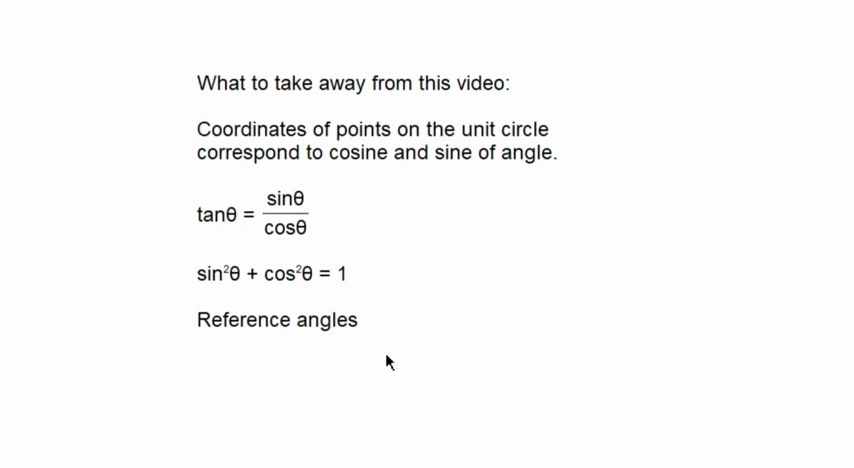 What to take away from this video:
Coordinates of points on the unit circle
correspond to cosine and sine of angle.
tanθ = sinθ/cosθ
sin²θ + cos²θ = 1
Reference angles